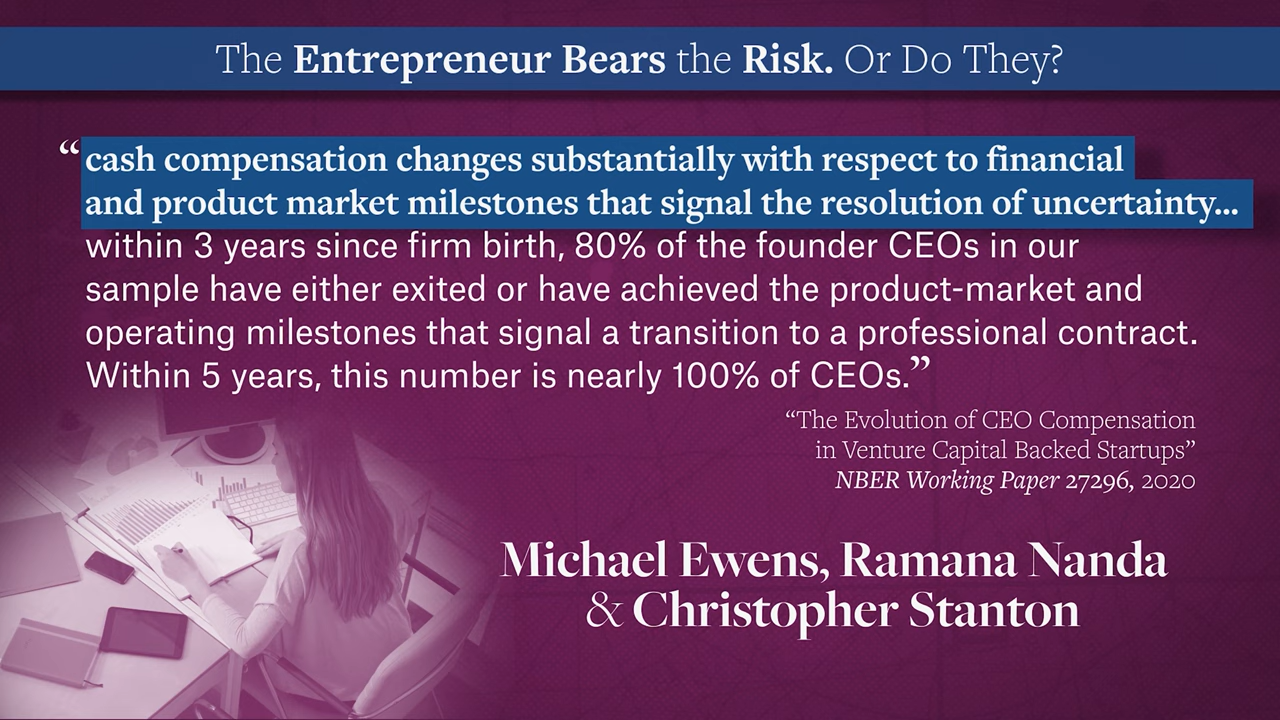 The Entrepreneur Bears the Risk. Or Do They?
“cash compensation changes substantially with respect to financial
and product market milestones that signal the resolution of uncertainty...
within 3 years since firm birth, 80% of the founder CEOs in our
sample have either exited or have achieved the product-market and
operating milestones that signal a transition to a professional contract.
Within 5 years, this number is nearly 100% of CEOs.”
“The Evolution of CEO Compensation
in Venture Capital Backed Startups”
NBER Working Paper 27296, 2020
Michael Ewens, Ramana Nanda
& Christopher Stanton